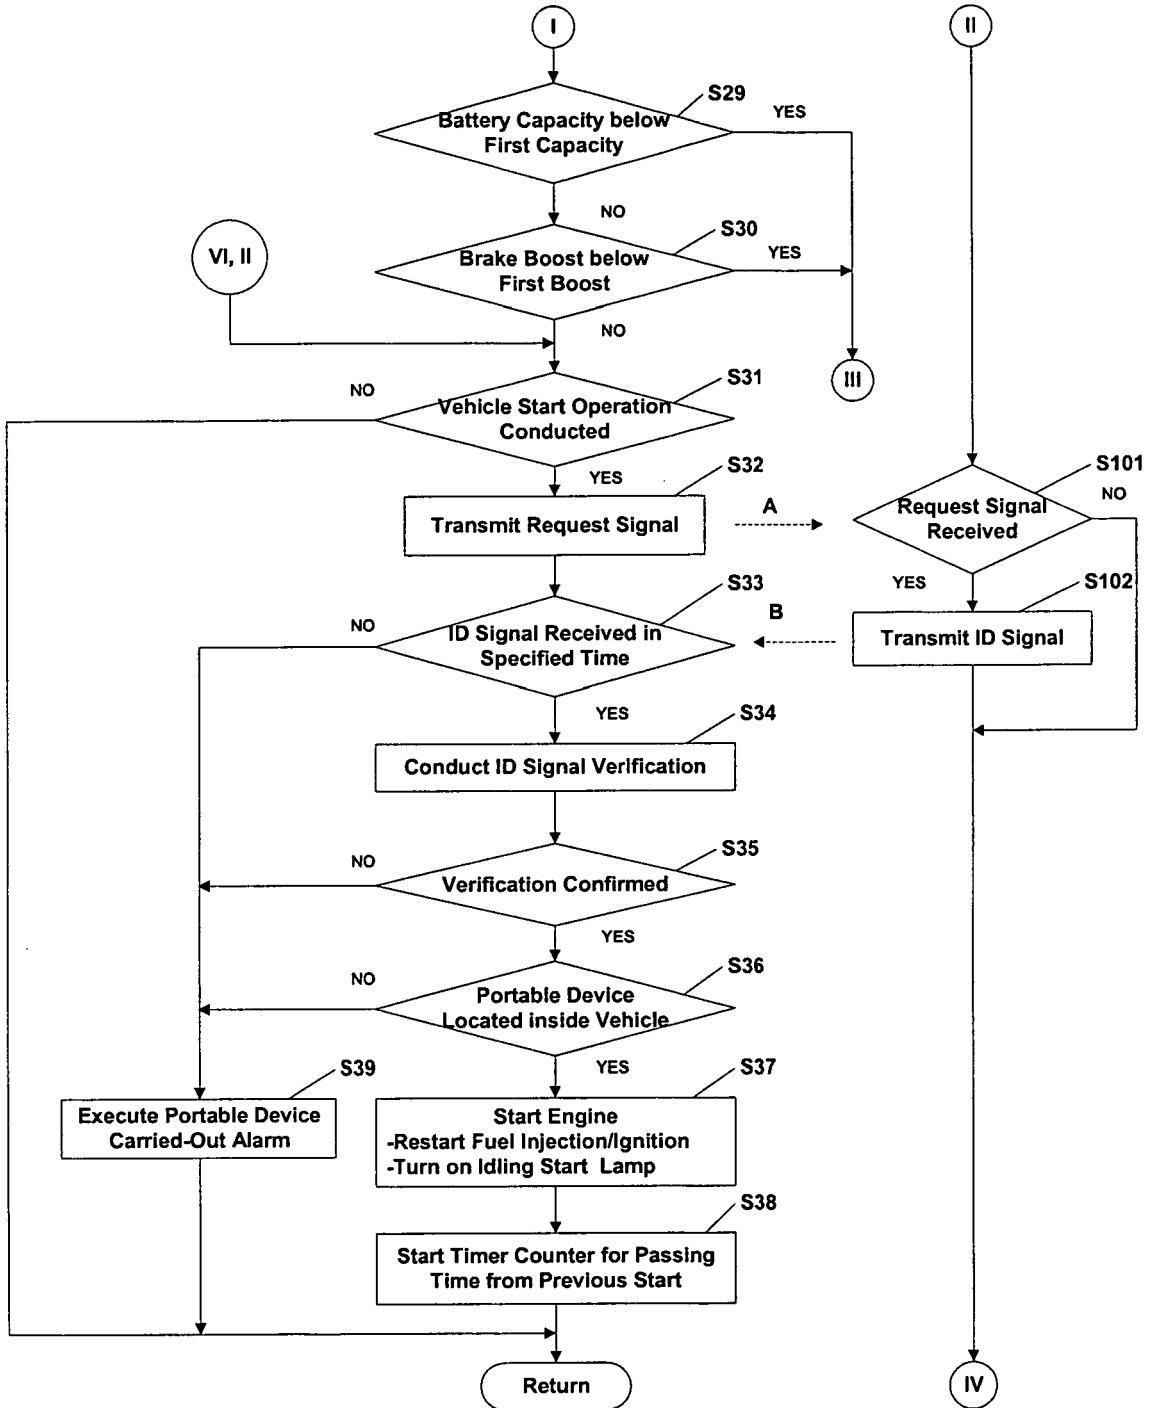 I
II
S29
Battery Capacity below
First Capacity
YES
NO
S30
VI, II
Brake Boost below
First Boost
YES
NO
III
S31
NO
Vehicle Start Operation
Conducted
YES
S32
Transmit Request Signal
A
S101
Request Signal
Received
NO
YES
S102
Transmit ID Signal
B
S33
NO
ID Signal Received in
Specified Time
YES
S34
Conduct ID Signal Verification
S35
NO
Verification Confirmed
YES
S36
NO
Portable Device
Located inside Vehicle
YES
S37
S39
Execute Portable Device
Carried-Out Alarm
Start Engine
-Restart Fuel Injection/Ignition
-Turn on Idling Start Lamp
S38
Start Timer Counter for Passing
Time from Previous Start
Return
IV